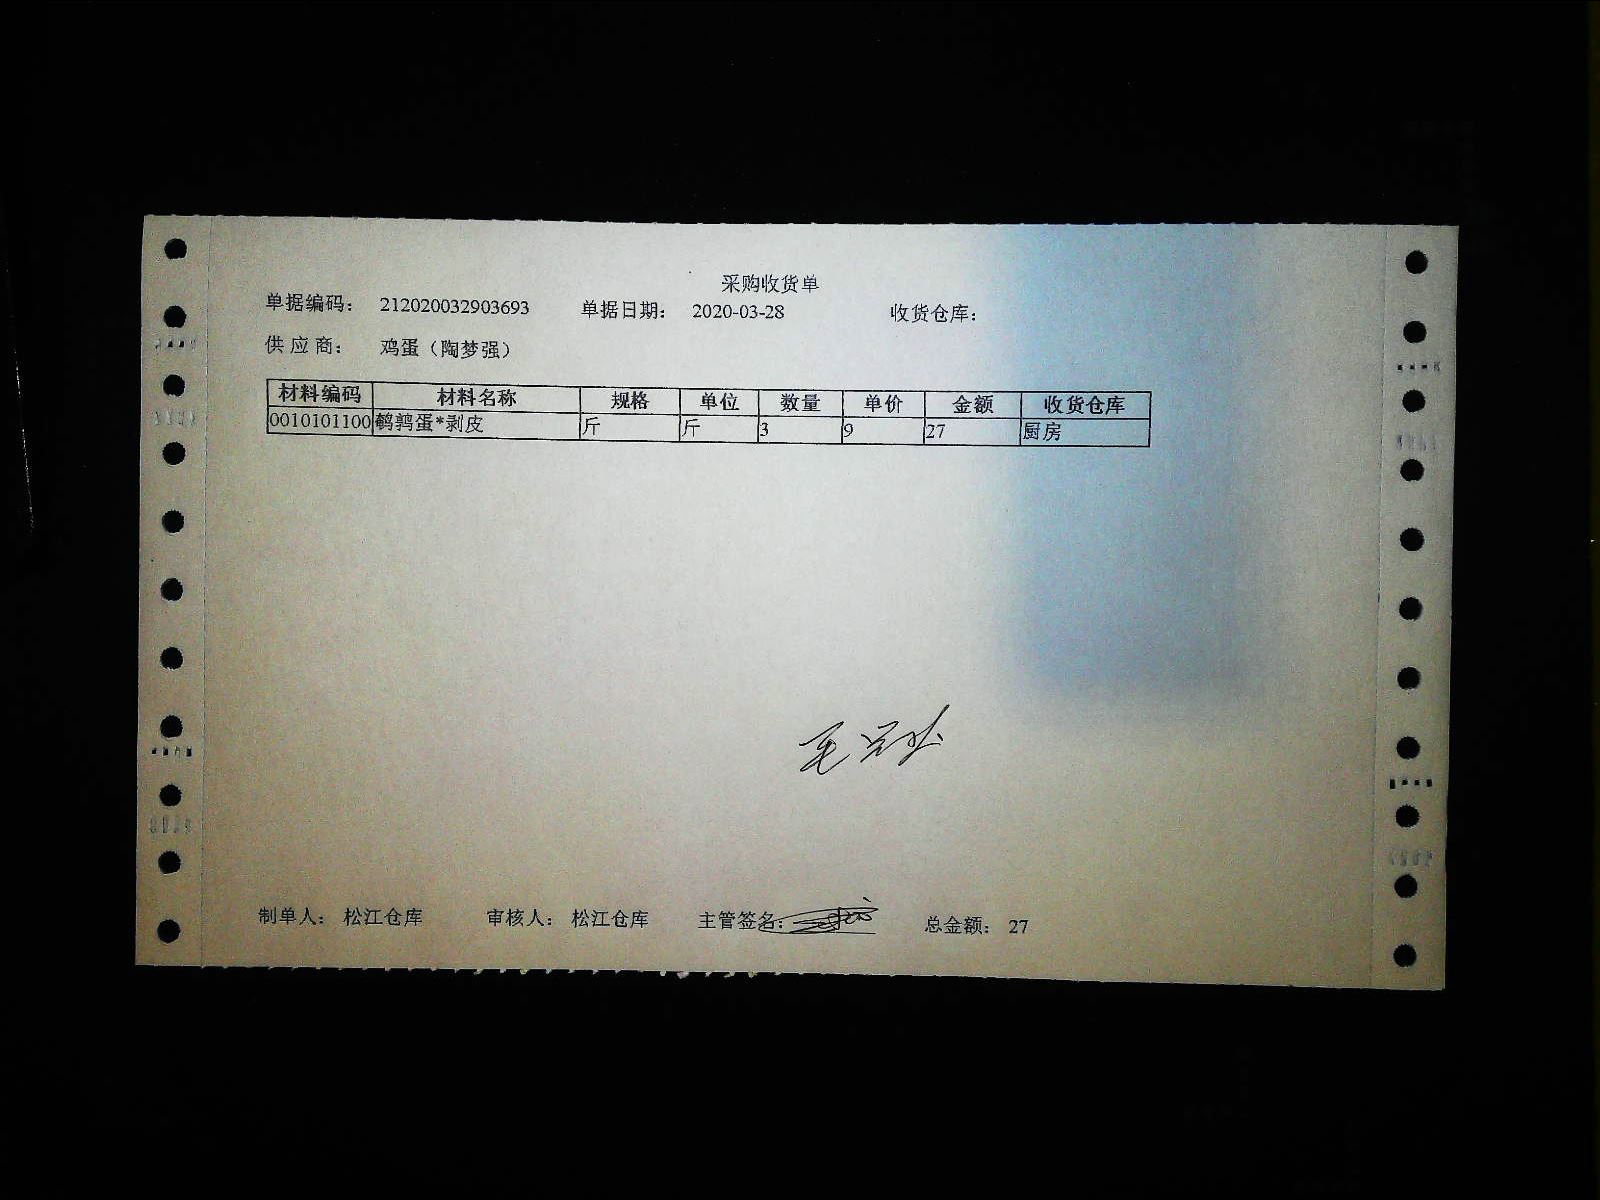 采购收货单
单据编码： 212020032903693 单据日期： 2020-03-28 收货仓库：
供应商： 鸡蛋（陶梦强）
材料编码 材料名称 规格 单位 数量 单价 金额 收货仓库
0010101100 鹌鹑蛋*剥皮 斤 斤 3 9 27 厨房
制单人： 松江仓库 审核人： 松江仓库 主管签名： 总金额： 27